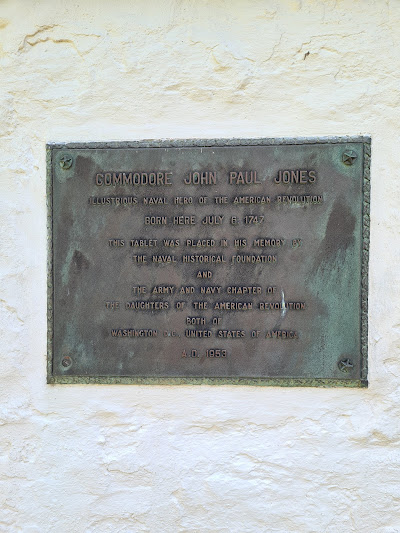 COMMODORE JOHN PAUL JONES
ILLUSTRIOUS NAVAL HERO OF THE AMERICAN REVOLUTION
BORN HERE JULY 6, 1747
THIS TABLET WAS PLACED IN HIS MEMORY BY
THE NAVAL HISTORICAL FOUNDATION
AND
THE ARMY AND NAVY CHAPTER OF
THE DAUGHTERS OF THE AMERICAN REVOLUTION
BOTH OF
WASHINGTON D.C. UNITED STATES OF AMERICA
A.D. 1953